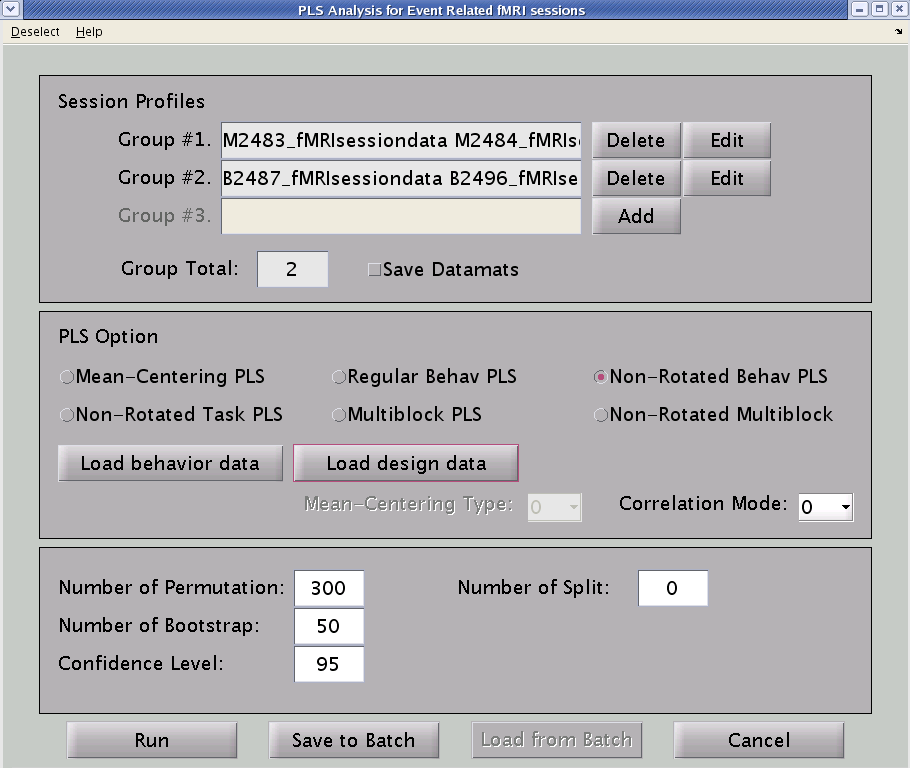 PLS Analysis for Event Related fMRI sessions
Deselect Help
Session Profiles
Group #1. M2483_fMRIsessiondata M2484_fMRIs Delete Edit
Group #2. B2487_fMRIsessiondata B2496_fMRIse Delete Edit
Group #3. Add
Group Total: 2 Save Datamats
PLS Option
Mean-Centering PLS Regular Behav PLS Non-Rotated Behav PLS
Non-Rotated Task PLS Multiblock PLS Non-Rotated Multiblock
Load behavior data Load design data
Mean-Centering Type: 0 Correlation Mode: 0
Number of Permutation: 300 Number of Split: 0
Number of Bootstrap: 50
Confidence Level: 95
Run Save to Batch Load from Batch Cancel